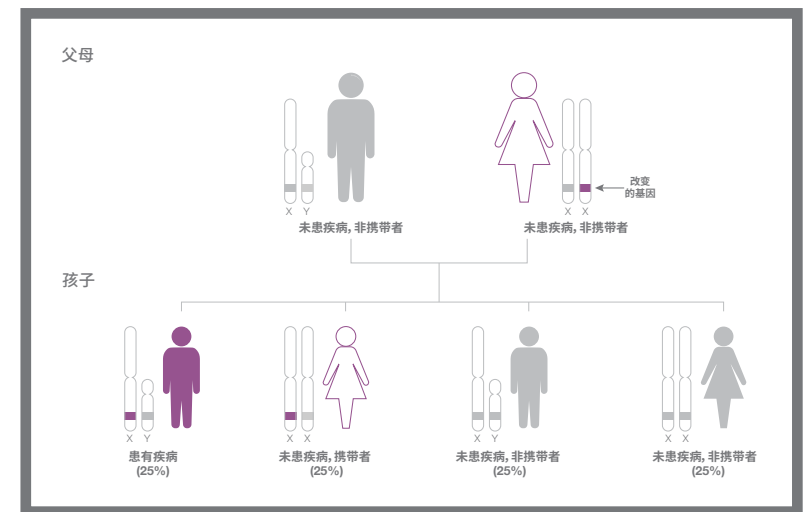 父母
改变
的基因
X Y
X X
未患疾病，非携带者
未患疾病，非携带者
孩子
X Y
X X
X Y
X X
患有疾病
(25%)
未患疾病，携带者
(25%)
未患疾病，非携带者
(25%)
未患疾病，非携带者
(25%)